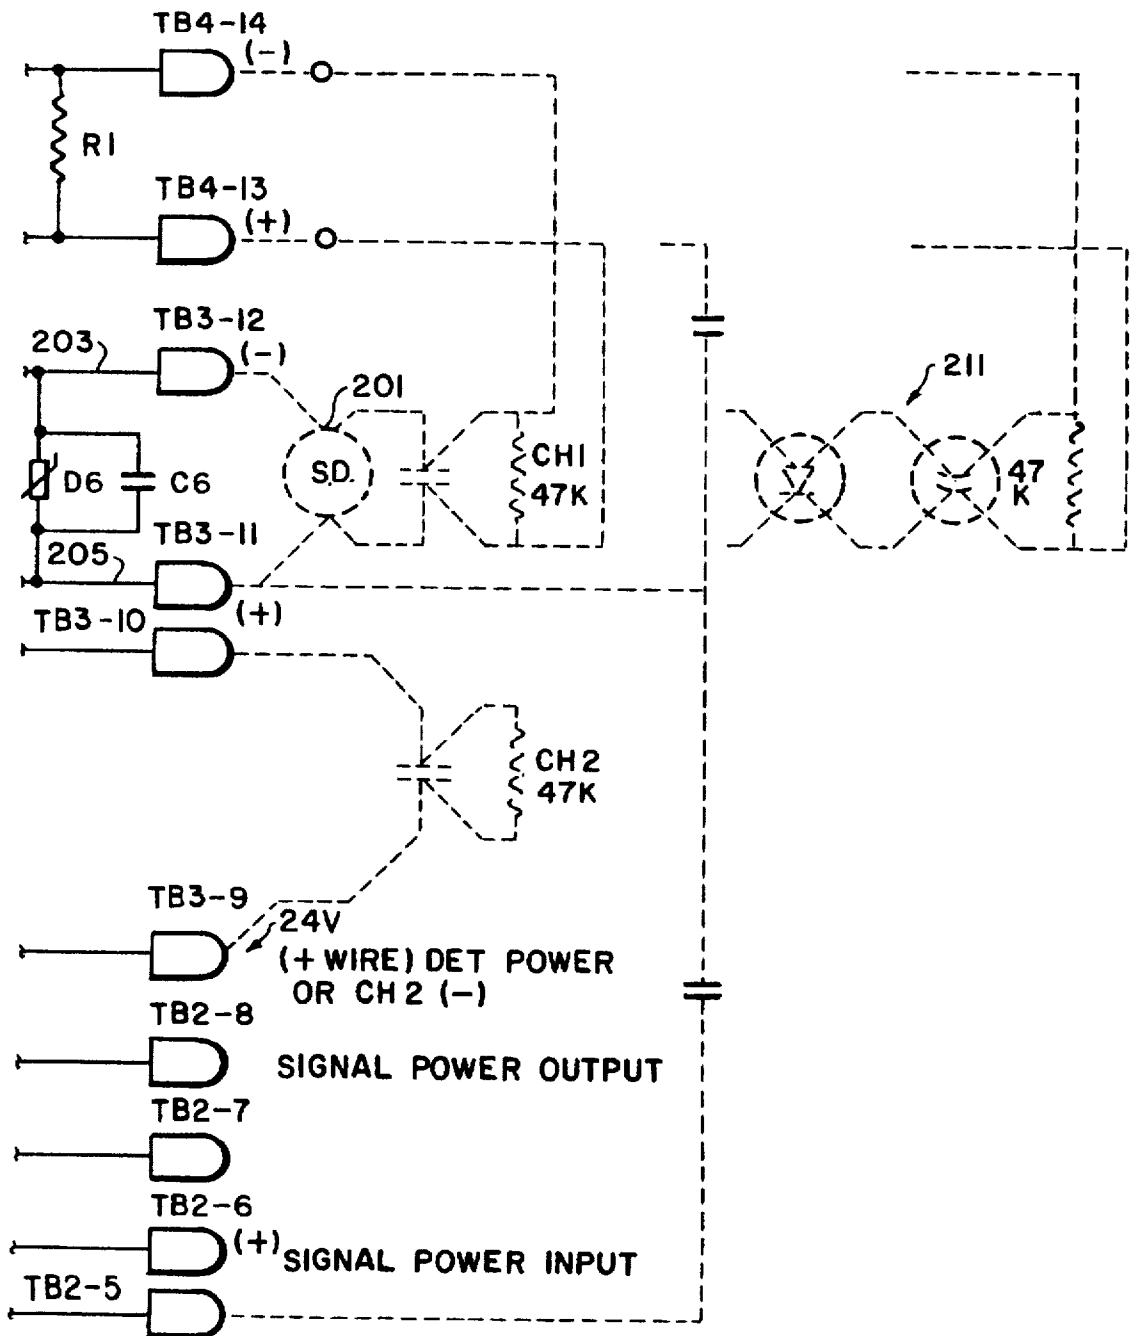 TB4-14
(-)
R1
TB4-13
(+)
TB3-12
203
(-)
201
211
S.D.
D6
C6
CH1
47K
47
K
TB3-11
205
(+)
TB3-10
CH2
47K
TB3-9
24V
(+ WIRE) DET POWER
OR CH2 (-)
TB2-8
SIGNAL POWER OUTPUT
TB2-7
TB2-6
(+) SIGNAL POWER INPUT
TB2-5